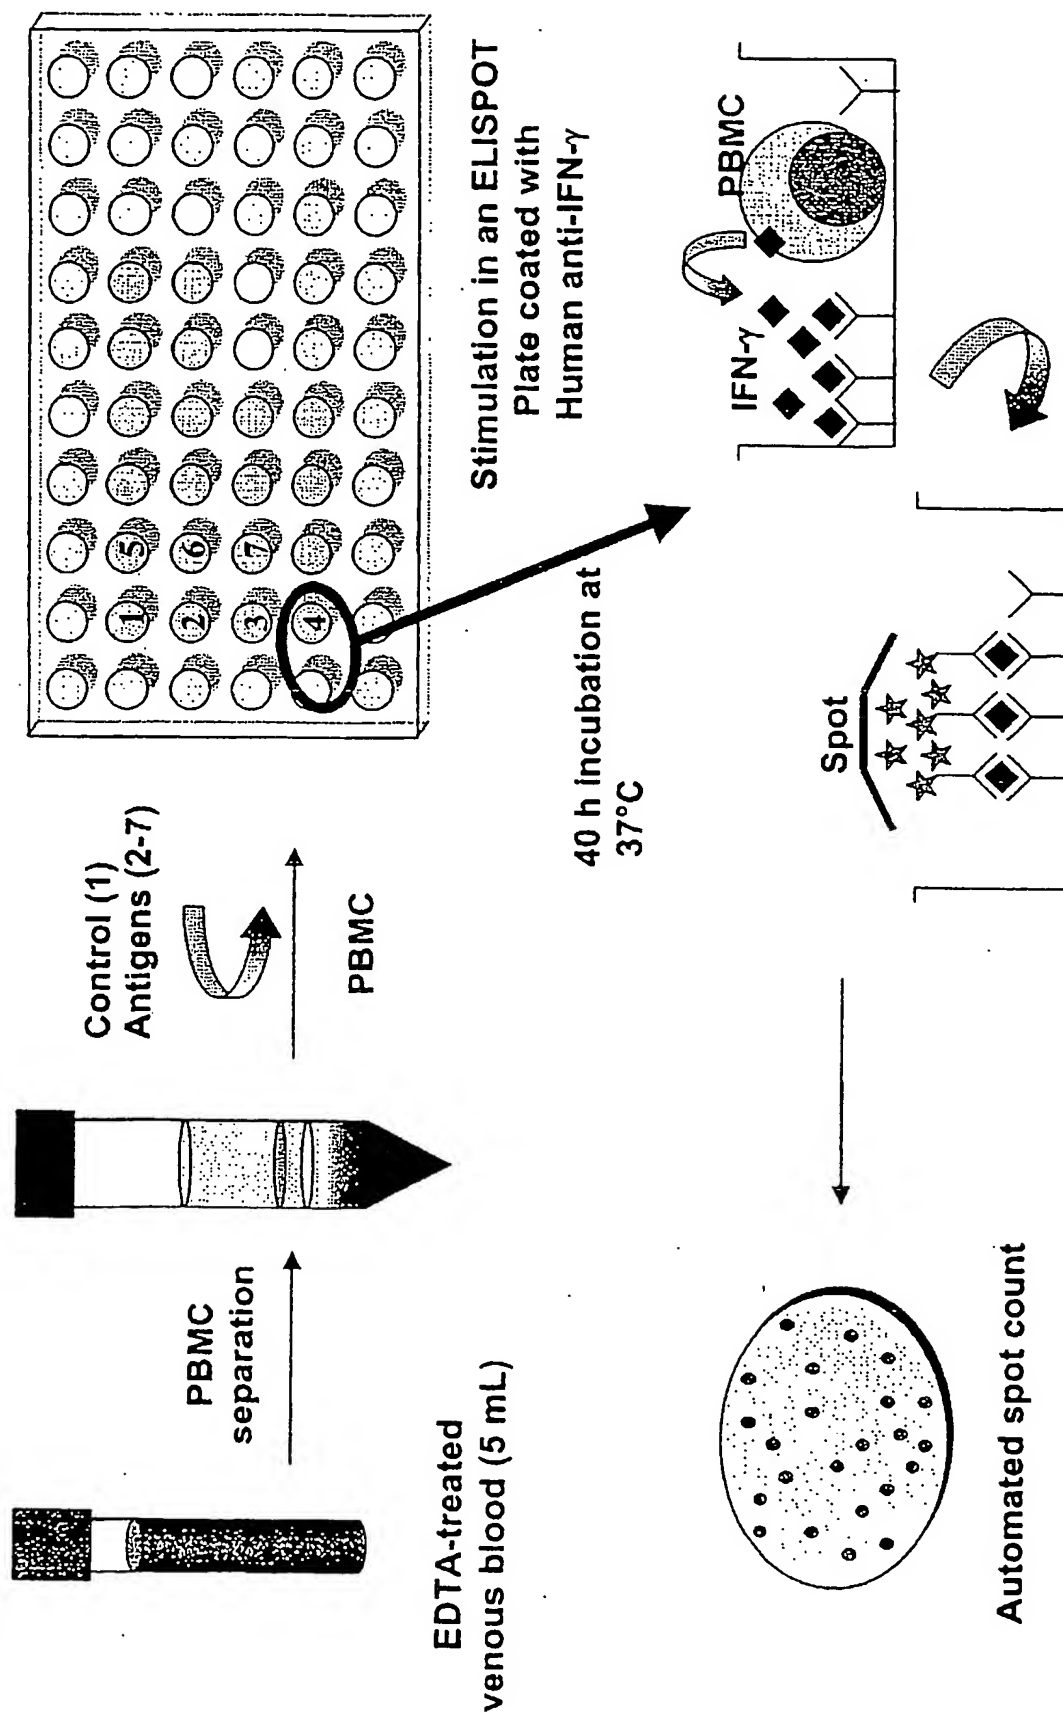 EDTA-treated
venous blood (5 mL)
PBMC
separation
Control (1)
Antigens (2-7)
PBMC
1
2
3
4
5
6
7
Stimulation in an ELISPOT
Plate coated with
Human anti-IFN-γ
40 h incubation at
37°C
IFN-γ
PBMC
Spot
Automated spot count